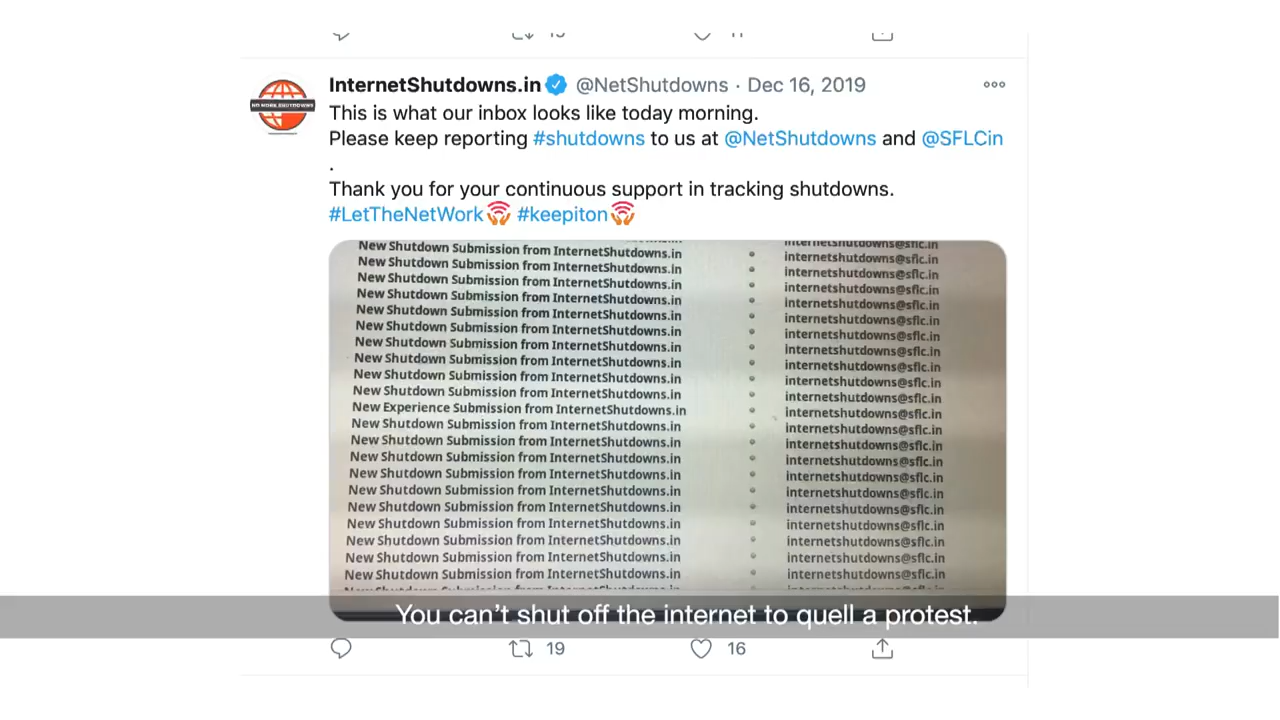 InternetShutdowns.in @NetShutdowns · Dec 16, 2019
NO MORE SHUTDOWNS
This is what our inbox looks like today morning.
Please keep reporting #shutdowns to us at @NetShutdowns and @SFLCin
.
Thank you for your continuous support in tracking shutdowns.
#LetTheNetWork #keepiton
internetshutdowns@sflc.in
New Shutdown Submission from InternetShutdowns.in internetshutdowns@sflc.in
New Shutdown Submission from InternetShutdowns.in internetshutdowns@sflc.in
New Shutdown Submission from InternetShutdowns.in internetshutdowns@sflc.in
New Shutdown Submission from InternetShutdowns.in internetshutdowns@sflc.in
New Shutdown Submission from InternetShutdowns.in internetshutdowns@sflc.in
New Shutdown Submission from InternetShutdowns.in internetshutdowns@sflc.in
New Shutdown Submission from InternetShutdowns.in internetshutdowns@sflc.in
New Shutdown Submission from InternetShutdowns.in internetshutdowns@sflc.in
New Shutdown Submission from InternetShutdowns.in internetshutdowns@sflc.in
New Shutdown Submission from InternetShutdowns.in internetshutdowns@sflc.in
New Experience Submission from InternetShutdowns.in internetshutdowns@sflc.in
New Shutdown Submission from InternetShutdowns.in internetshutdowns@sflc.in
New Shutdown Submission from InternetShutdowns.in internetshutdowns@sflc.in
New Shutdown Submission from InternetShutdowns.in internetshutdowns@sflc.in
New Shutdown Submission from InternetShutdowns.in internetshutdowns@sflc.in
New Shutdown Submission from InternetShutdowns.in internetshutdowns@sflc.in
New Shutdown Submission from InternetShutdowns.in internetshutdowns@sflc.in
New Shutdown Submission from InternetShutdowns.in internetshutdowns@sflc.in
New Shutdown Submission from InternetShutdowns.in internetshutdowns@sflc.in
New Shutdown Submission from InternetShutdowns.in internetshutdowns@sflc.in
New Shutdown Submission from InternetShutdowns.in internetshutdowns@sflc.in
You can't shut off the internet to quell a protest.
19 16